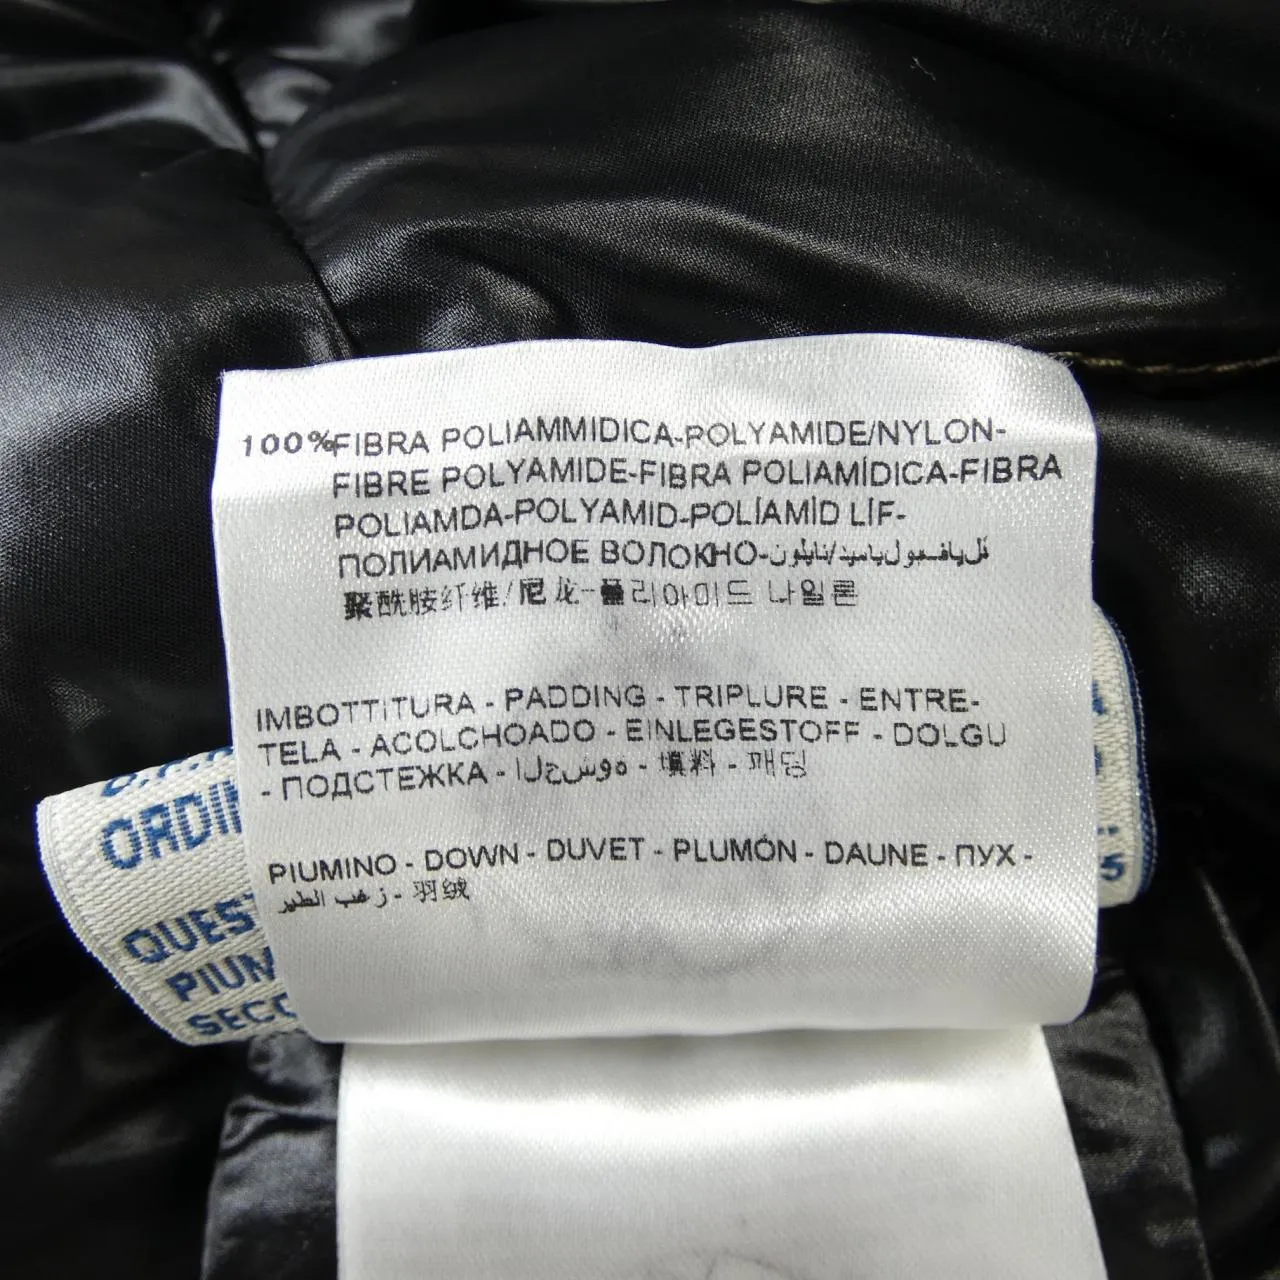 100% FIBRA POLIAMMIDICA-POLYAMIDE/NYLON-
FIBRE POLYAMIDE-FIBRA POLIAMÍDICA-FIBRA
POLIAMDA-POLYAMID-POLİAMİD LİF-
ПОЛИАМИДНОЕ ВОЛОКНО-
聚酰胺纤维/尼龙-폴리아미드 나일론
IMBOTTITURA - PADDING - TRIPLURE - ENTRE-
TELA - ACOLCHOADO - EINLEGESTOFF - DOLGU
- ПОДСТЕЖКА - الحشوه - 填料 - 패딩
PIUMINO - DOWN - DUVET - PLUMÓN - DAUNE - ПУХ -
زغب الطير - 羽绒
ORDIN
QUEST
PIUM
SECO
5